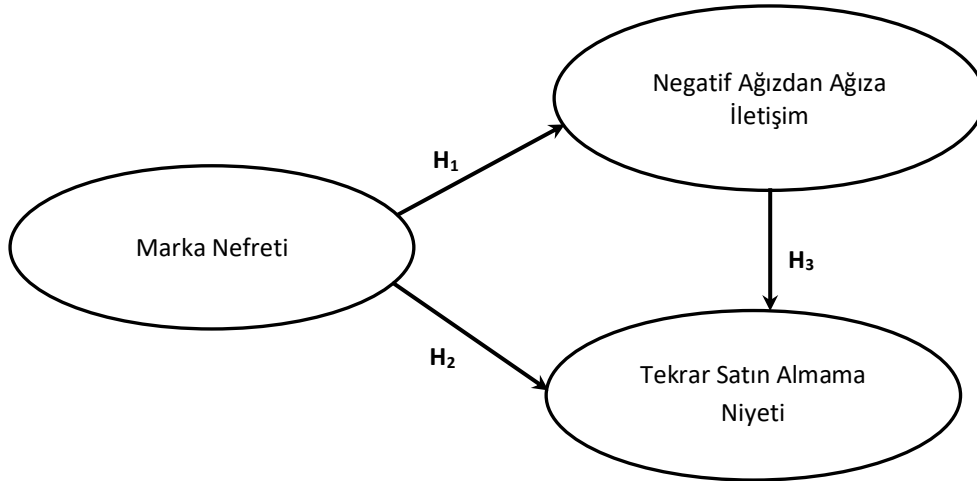 Negatif Ağızdan Ağıza
İletişim
H₁
Marka Nefreti
H₃
H₂
Tekrar Satın Almama
Niyeti